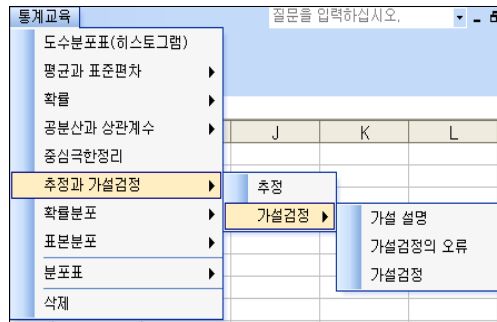 통계교육
질문을 입력하십시오.
도수분포표(히스토그램)
평균과 표준편차
확률
공분산과 상관계수
J K L
중심극한정리
추정과 가설검정
추정
확률분포
가설검정
가설 설명
표본분포
가설검정의 오류
분포표
가설검정
삭제